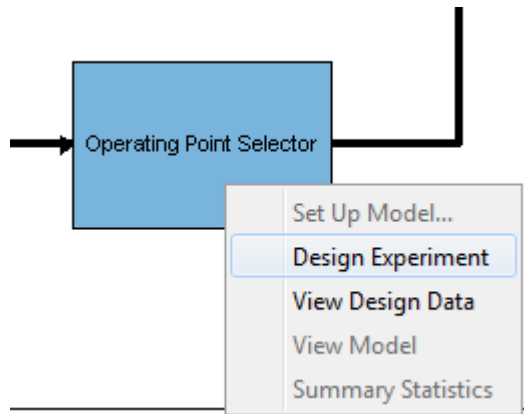 Operating Point Selector
Set Up Model...
Design Experiment
View Design Data
View Model
Summary Statistics